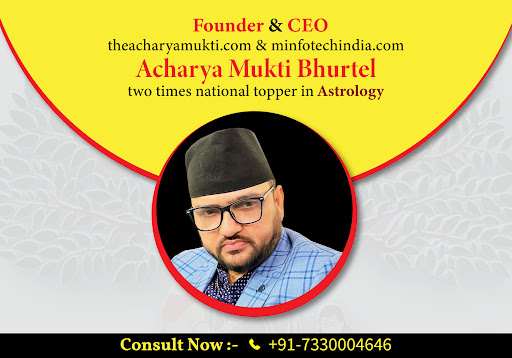 Founder & CEO
theacharyamukti.com & minfotechindia.com
Acharya Mukti Bhurtel
two times national topper in Astrology
Consult Now :- +91-7330004646